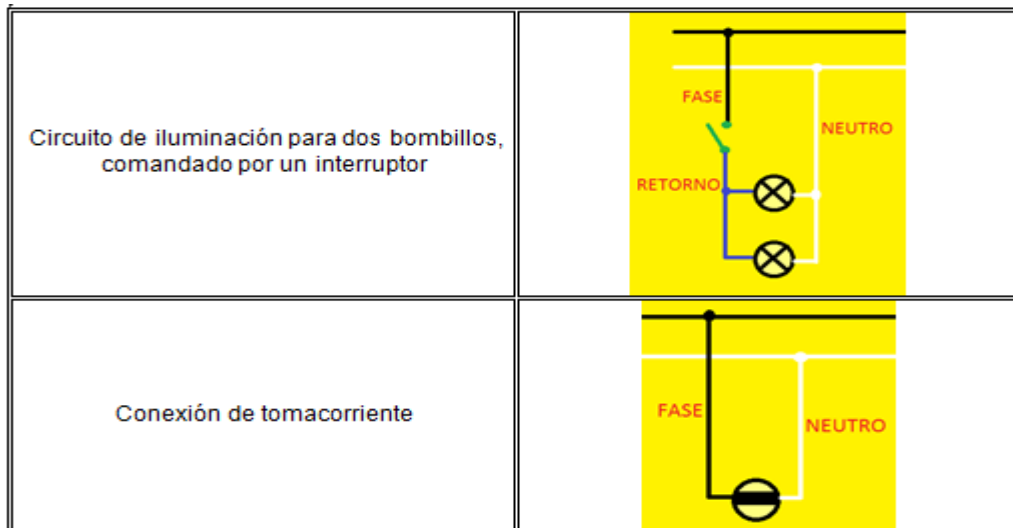 Circuito de iluminación para dos bombillos,
comandado por un interruptor
FASE
NEUTRO
RETORNO
Conexión de tomacorriente
FASE
NEUTRO